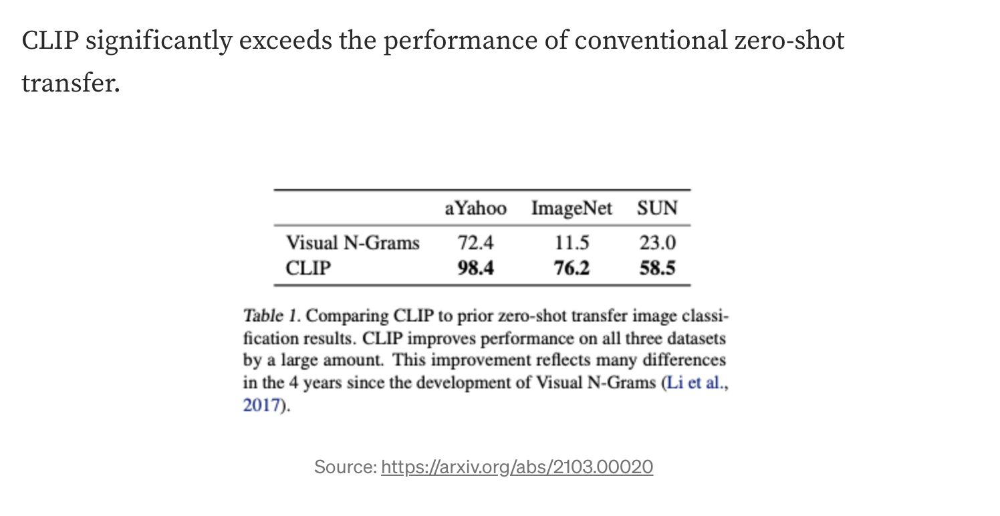 CLIP significantly exceeds the performance of conventional zero-shot
transfer.
aYahoo ImageNet SUN
Visual N-Grams 72.4 11.5 23.0
CLIP 98.4 76.2 58.5
Table 1. Comparing CLIP to prior zero-shot transfer image classi-
fication results. CLIP improves performance on all three datasets
by a large amount. This improvement reflects many differences
in the 4 years since the development of Visual N-Grams (Li et al.,
2017).
Source: https://arxiv.org/abs/2103.00020